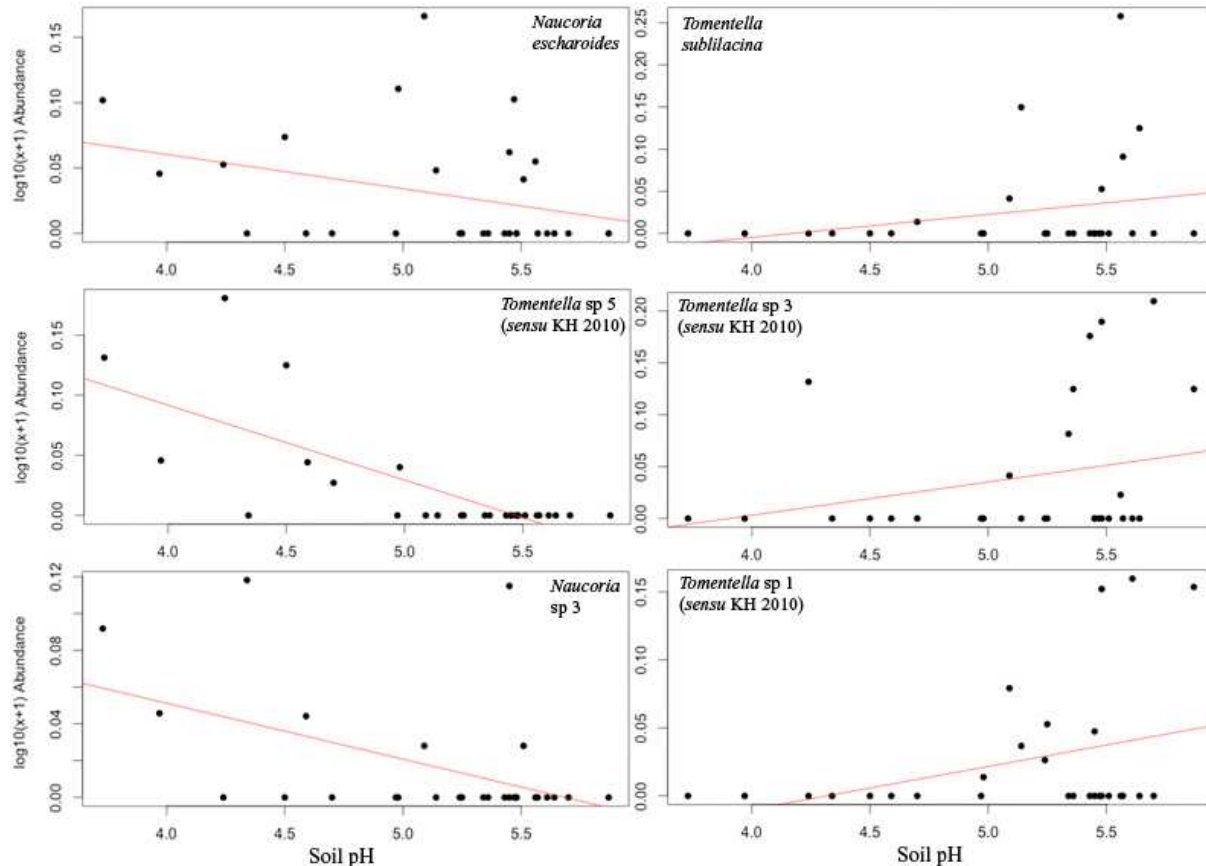 Naucoria
escharoides
log10(x+1) Abundance
0.00 0.05 0.10 0.15
4.0 4.5 5.0 5.5
Tomentella
sublilacina
0.00 0.05 0.10 0.15 0.20 0.25
4.0 4.5 5.0 5.5
Tomentella sp 5
(sensu KH 2010)
log10(x+1) Abundance
0.00 0.05 0.10 0.15
4.0 4.5 5.0 5.5
Tomentella sp 3
(sensu KH 2010)
0.00 0.05 0.10 0.15 0.20
4.0 4.5 5.0 5.5
Naucoria
sp 3
log10(x+1) Abundance
0.00 0.04 0.08 0.12
4.0 4.5 5.0 5.5
Soil pH
Tomentella sp 1
(sensu KH 2010)
0.00 0.05 0.10 0.15
4.0 4.5 5.0 5.5
Soil pH